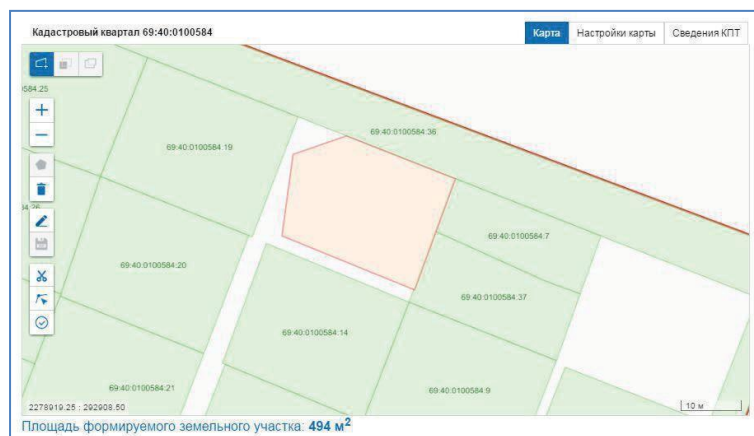 Кадастровый квартал 69:40:0100584
Карта
Настройки карты
Сведения КПТ
0584.25
69:40:0100584:36
69:40:0100584:19
69:40:0100584:7
69:40:0100584:20
69:40:0100584:37
69:40:0100584:14
69:40:0100584:21
69:40:0100584:9
2278919.25 : 292908.50
10 м
Площадь формируемого земельного участка: 494 м²